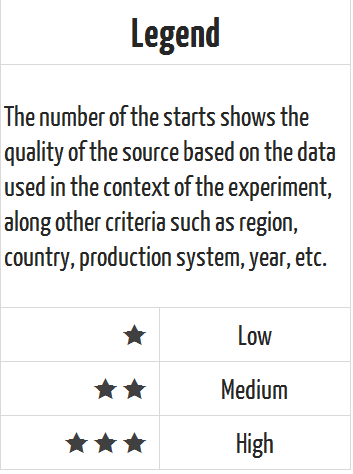 Legend
The number of the starts shows the
quality of the source based on the data
used in the context of the experiment,
along other criteria such as region,
country, production system, year, etc.
★ Low
★ ★ Medium
★ ★ ★ High